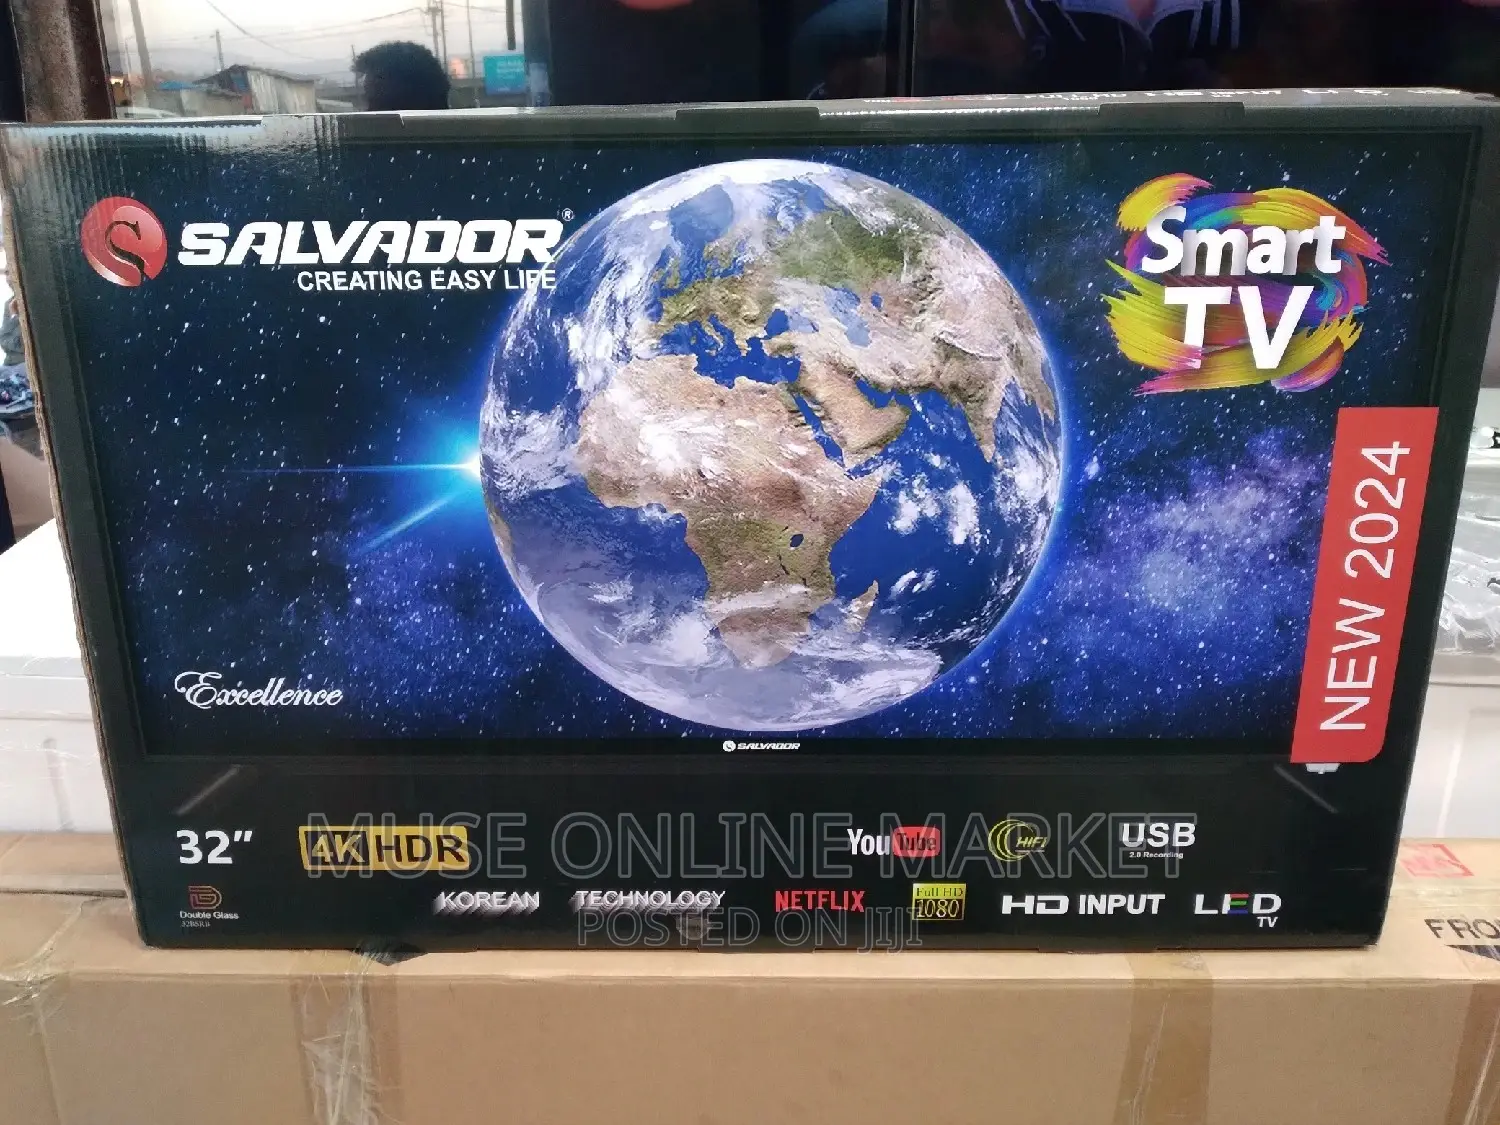 SALVADOR®
CREATING EASY LIFE
Smart
TV
NEW 2024
Excellence
SALVADOR
32"
4K HDR
YouTube
HIFI
USB
2.0 Recording
MUSE ONLINE MARKET
Double Glass
KOREAN TECHNOLOGY
NETFLIX
Full HD
1080
HD INPUT
LED
TV
POSTED ON JIJI
FRO